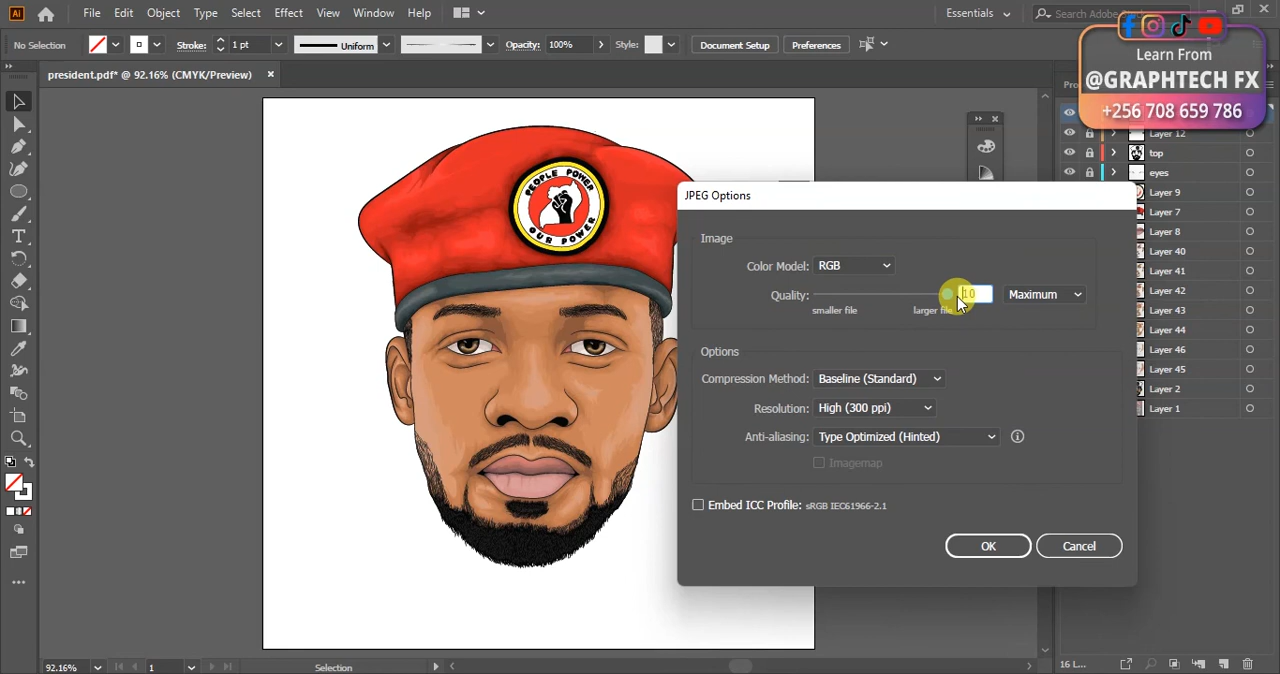 Ai File Edit Object Type Select Effect View Window Help Essentials Search Adobe
No Selection Stroke: 1 pt Uniform Opacity: 100% Style: Document Setup Preferences
Learn From
@GRAPHTECH FX
+256 708 659 786
president.pdf* @ 92.16% (CMYK/Preview)
Layer 12
top
eyes
Layer 9
Layer 7
Layer 8
Layer 40
Layer 41
Layer 42
Layer 43
Layer 44
Layer 46
Layer 45
Layer 2
Layer 1
PEOPLE POWER
OUR POWER
JPEG Options
Image
Color Model: RGB
Quality: 10 Maximum
smaller file larger file
Options
Compression Method: Baseline (Standard)
Resolution: High (300 ppi)
Anti-aliasing: Type Optimized (Hinted)
Imagemap
Embed ICC Profile: sRGB IEC61966-2.1
OK Cancel
92.16% 1 Selection 16 L...